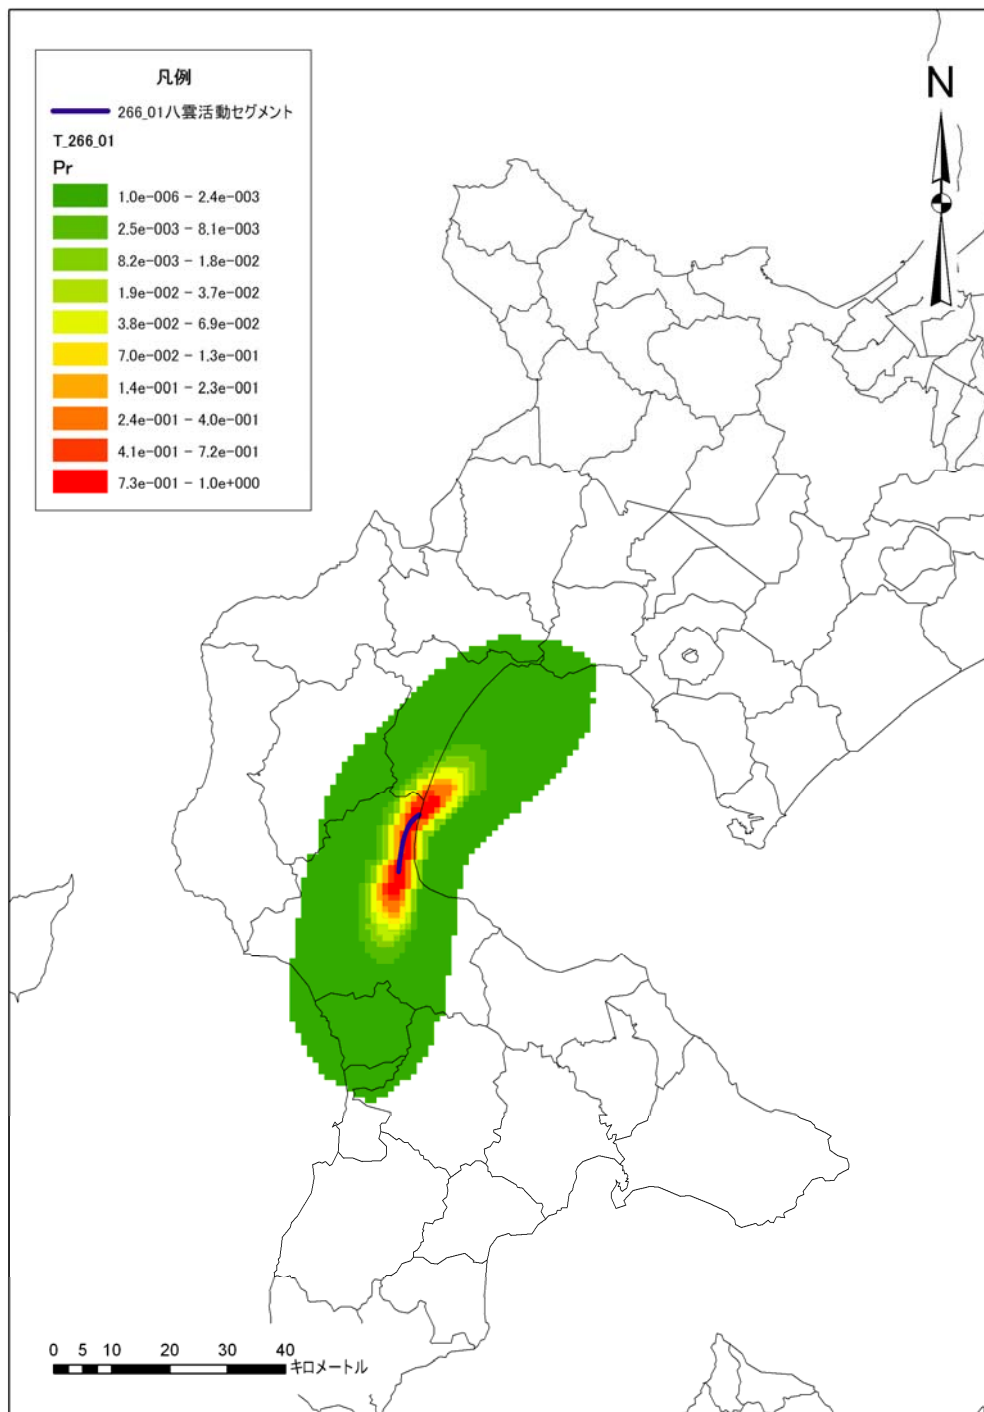 凡例
266_01八雲活動セグメント
T_266_01
Pr
1.0e-006 - 2.4e-003
2.5e-003 - 8.1e-003
8.2e-003 - 1.8e-002
1.9e-002 - 3.7e-002
3.8e-002 - 6.9e-002
7.0e-002 - 1.3e-001
1.4e-001 - 2.3e-001
2.4e-001 - 4.0e-001
4.1e-001 - 7.2e-001
7.3e-001 - 1.0e+000
N
0 5 10 20 30 40
キロメートル